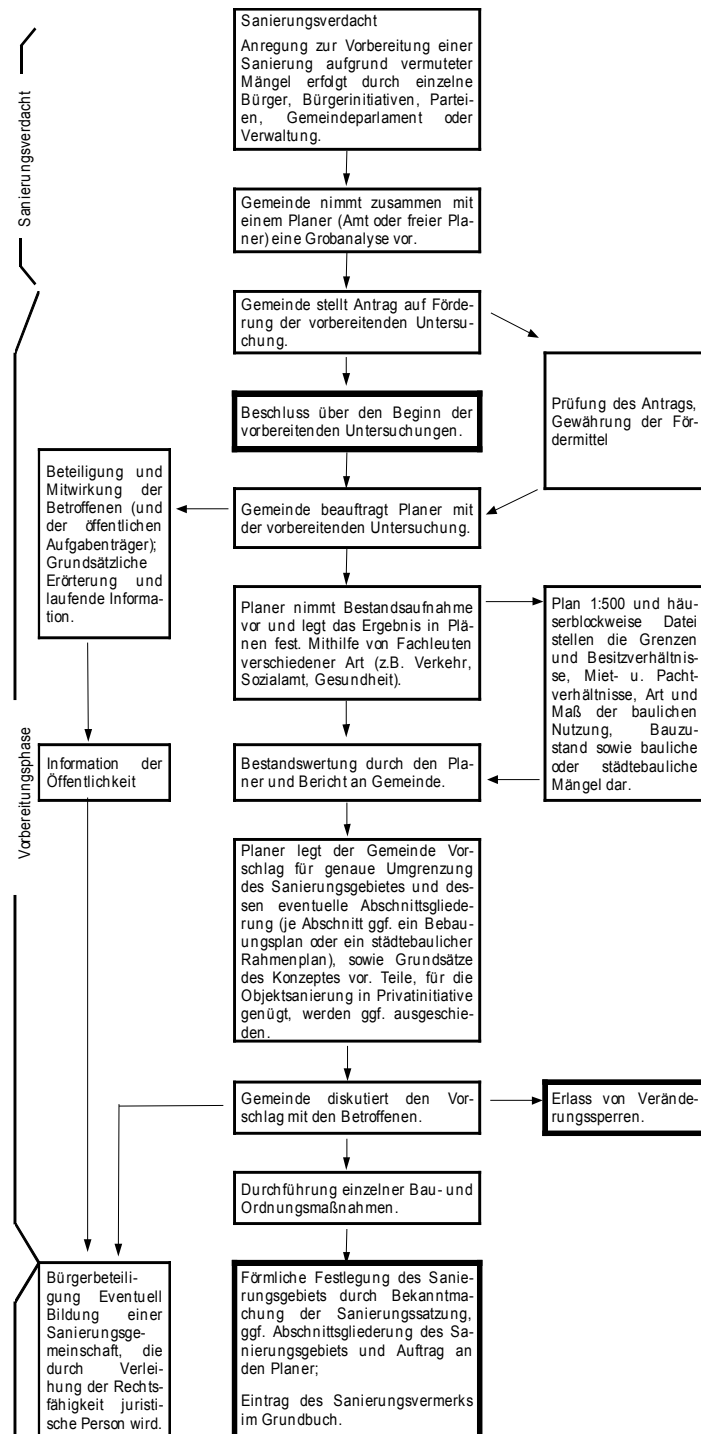 Sanierungsverdacht
Sanierungsverdacht
Anregung zur Vorbereitung einer
Sanierung aufgrund vermuteter
Mängel erfolgt durch einzelne
Bürger, Bürgerinitiativen, Partei-
en, Gemeindeparlament oder
Verwaltung.
Gemeinde nimmt zusammen mit
einem Planer (Amt oder freier Pla-
ner) eine Grobanalyse vor.
Gemeinde stellt Antrag auf Förde-
rung der vorbereitenden Untersu-
chung.
Prüfung des Antrags,
Gewährung der För-
dermittel
Beschluss über den Beginn der
vorbereitenden Untersuchungen.
Vorbereitungsphase
Beteiligung und
Mitwirkung der
Betroffenen (und
der öffentlichen
Aufgabenträger);
Grundsätzliche
Erörterung und
laufende Informa-
tion.
Gemeinde beauftragt Planer mit
der vorbereitenden Untersuchung.
Planer nimmt Bestandsaufnahme
vor und legt das Ergebnis in Plä-
nen fest. Mithilfe von Fachleuten
verschiedener Art (z.B. Verkehr,
Sozialamt, Gesundheit).
Plan 1:500 und häu-
serblockweise Datei
stellen die Grenzen
und Besitzverhältnis-
se, Miet- u. Pacht-
verhältnisse, Art und
Maß der baulichen
Nutzung, Bauzu-
stand sowie bauliche
oder städtebauliche
Mängel dar.
Information der
Öffentlichkeit
Bestandswertung durch den Pla-
ner und Bericht an Gemeinde.
Planer legt der Gemeinde Vor-
schlag für genaue Umgrenzung
des Sanierungsgebietes und des-
sen eventuelle Abschnittsgliede-
rung (je Abschnitt ggf. ein Bebau-
ungsplan oder ein städtebaulicher
Rahmenplan), sowie Grundsätze
des Konzeptes vor. Teile, für die
Objektsanierung in Privatinitiative
genügt, werden ggf. ausgeschie-
den.
Gemeinde diskutiert den Vor-
schlag mit den Betroffenen.
Erlass von Verände-
rungssperren.
Durchführung einzelner Bau- und
Ordnungsmaßnahmen.
Bürgerbeteili-
gung Eventuell
Bildung einer
Sanierungsge-
meinschaft, die
durch Verlei-
hung der Rechts-
fähigkeit juristi-
sche Person wird.
Förmliche Festlegung des Sanie-
rungsgebiets durch Bekanntma-
chung der Sanierungssatzung,
ggf. Abschnittsgliederung des Sa-
nierungsgebiets und Auftrag an
den Planer;
Eintrag des Sanierungsvermerks
im Grundbuch.